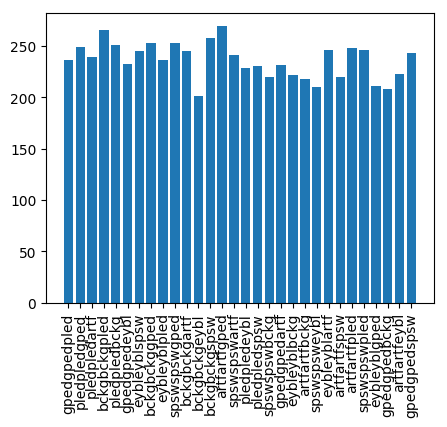 250
200
150
100
50
0
gpedgpedpled
pledpledgped
pledpledartf
bckgbckgpled
pledpledbckg
gpedgpedeybl
eybleyblspsw
bckgbckggped
eybleyblpled
spswspswgped
bckgbckgartf
bckgbckgeybl
bckgbckgspsw
artfartfgped
spswspswartf
pledpledeybl
pledpledspsw
spswspswbckg
gpedgpedartf
eybleyblbckg
artfartfbckg
spswspsweybl
eybleyblartf
artfartfspsw
artfartfpled
spswspswpled
eybleyblgped
gpedgpedbckg
artfartfeybl
gpedgpedspsw